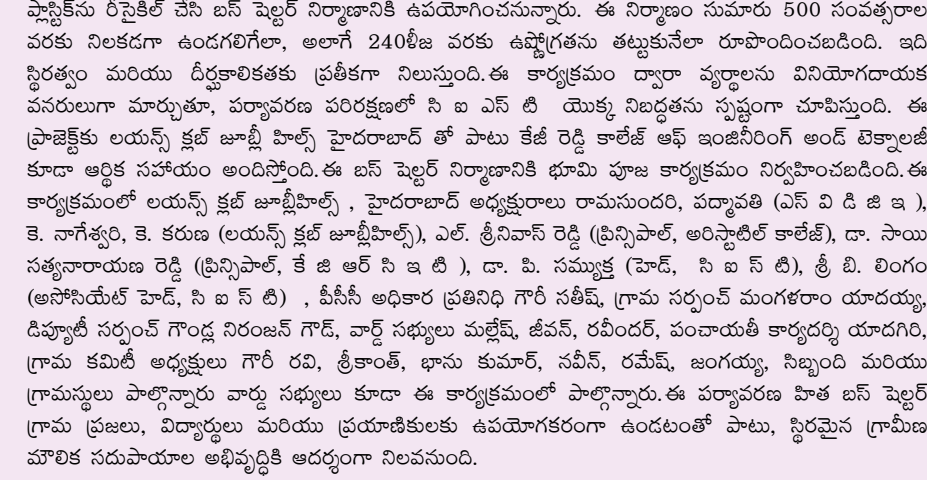 ప్లాస్టిక్‌ను రీసైకిల్ చేసి బస్ షెల్టర్ నిర్మాణానికి ఉపయోగించనున్నారు. ఈ నిర్మాణం సుమారు 500 సంవత్సరాల
వరకు నిలకడగా ఉండగలిగేలా, అలాగే 240ళీజ వరకు ఉష్ణోగ్రతను తట్టుకునేలా రూపొందించబడింది. ఇది
స్థిరత్వం మరియు దీర్ఘకాలికతకు ప్రతీకగా నిలుస్తుంది.ఈ కార్యక్రమం ద్వారా వ్యర్థాలను వినియోగదాయక
వనరులుగా మార్చుతూ, పర్యావరణ పరిరక్షణలో సి ఐ ఎస్ టి యొక్క నిబద్ధతను స్పష్టంగా చూపిస్తుంది. ఈ
ప్రాజెక్ట్‌కు లయన్స్ క్లబ్ జూబ్లీ హిల్స్ హైదరాబాద్ తో పాటు కేజీ రెడ్డి కాలేజ్ ఆఫ్ ఇంజినీరింగ్ అండ్ టెక్నాలజీ
కూడా ఆర్థిక సహాయం అందిస్తోంది.ఈ బస్ షెల్టర్ నిర్మాణానికి భూమి పూజ కార్యక్రమం నిర్వహించబడింది.ఈ
కార్యక్రమంలో లయన్స్ క్లబ్ జూబ్లీహిల్స్ , హైదరాబాద్ అధ్యక్షురాలు రామసుందరి, పద్మావతి (ఎస్ వి డి జి ఇ ),
కె. నాగేశ్వరి, కె. కరుణ (లయన్స్ క్లబ్ జూబ్లీహిల్స్), ఎల్. శ్రీనివాస్ రెడ్డి (ప్రిన్సిపాల్, అరిస్టాటిల్ కాలేజ్), డా. సాయి
సత్యనారాయణ రెడ్డి (ప్రిన్సిపాల్, కే జి ఆర్ సి ఇ టి ), డా. పి. సమ్యుక్త (హెడ్, సి ఐ స్ టి), శ్రీ బి. లింగం
(అసోసియేట్ హెడ్, సి ఐ స్ టి) , పీసీసీ అధికార ప్రతినిధి గౌరీ సతీష్, గ్రామ సర్పంచ్ మంగళరాం యాదయ్య,
డిప్యూటీ సర్పంచ్ గౌండ్ల నిరంజన్ గౌడ్, వార్డ్ సభ్యులు మల్లేష్, జీవన్, రవీందర్, పంచాయతీ కార్యదర్శి యాదగిరి,
గ్రామ కమిటీ అధ్యక్షులు గౌరీ రవి, శ్రీకాంత్, భాను కుమార్, నవీన్, రమేష్, జంగయ్య, సిబ్బంది మరియు
గ్రామస్థులు పాల్గొన్నారు వార్డు సభ్యులు కూడా ఈ కార్యక్రమంలో పాల్గొన్నారు.ఈ పర్యావరణ హిత బస్ షెల్టర్
గ్రామ ప్రజలు, విద్యార్థులు మరియు ప్రయాణికులకు ఉపయోగకరంగా ఉండటంతో పాటు, స్థిరమైన గ్రామీణ
మౌలిక సదుపాయాల అభివృద్ధికి ఆదర్శంగా నిలవనుంది.